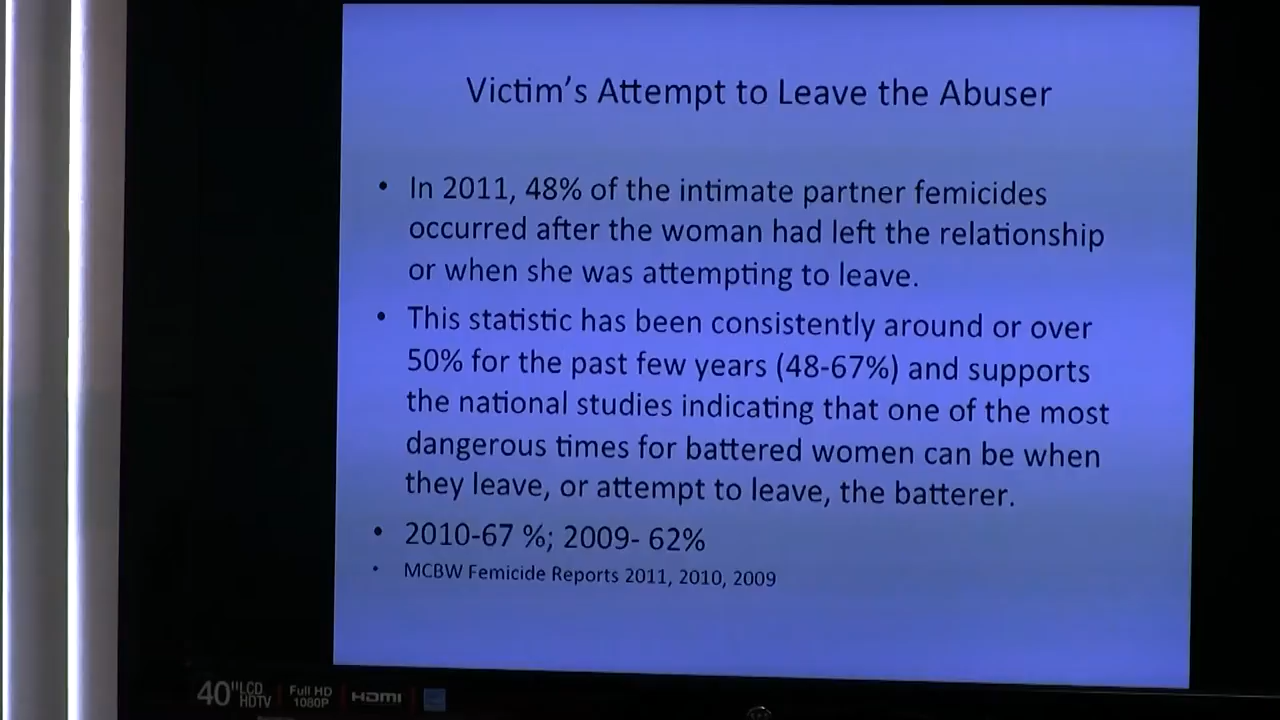 Victim's Attempt to Leave the Abuser
• In 2011, 48% of the intimate partner femicides
occurred after the woman had left the relationship
or when she was attempting to leave.
• This statistic has been consistently around or over
50% for the past few years (48-67%) and supports
the national studies indicating that one of the most
dangerous times for battered women can be when
they leave, or attempt to leave, the batterer.
• 2010-67 %; 2009- 62%
• MCBW Femicide Reports 2011, 2010, 2009
40" LCD HDTV Full HD 1080P HDMI